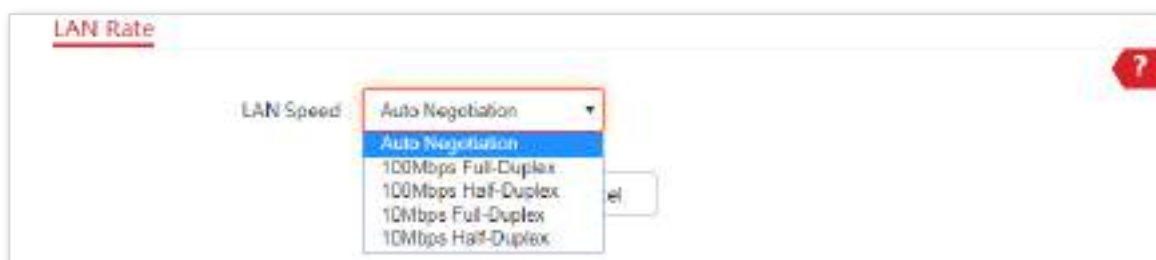 LAN Rate
?
LAN Speed Auto Negotiation
Auto Negotiation
100Mbps Full-Duplex
100Mbps Half-Duplex
el
10Mbps Full-Duplex
10Mbps Half-Duplex